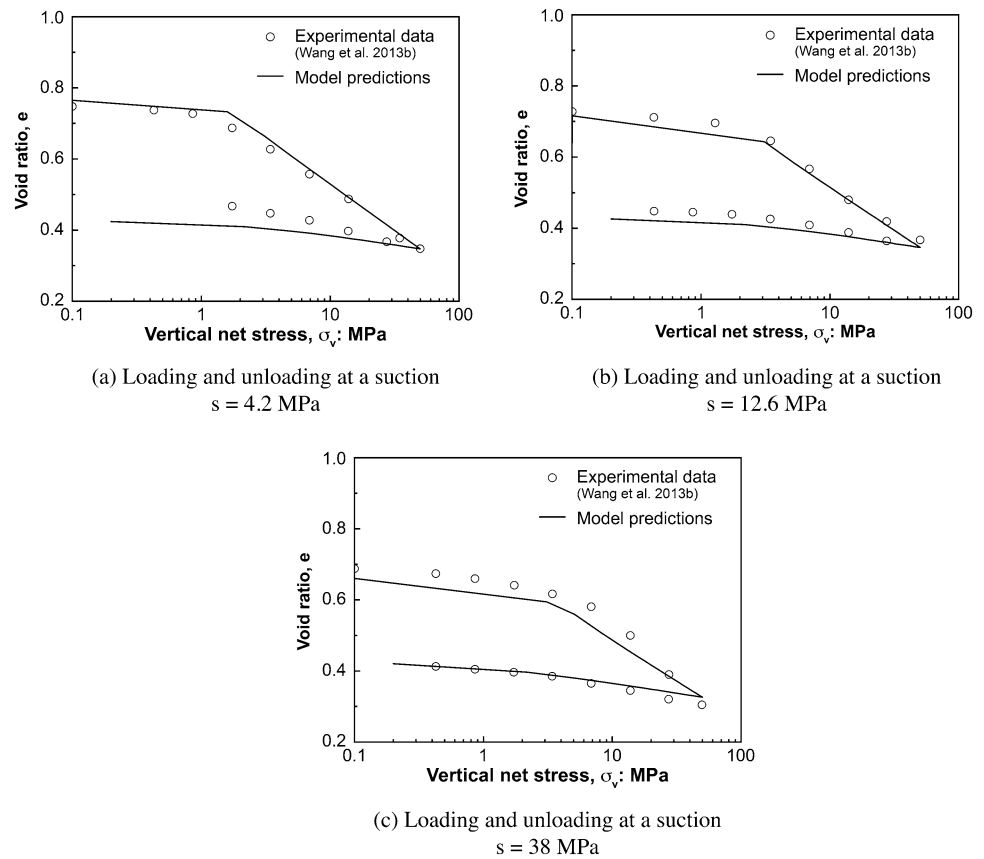 1.0
0.8
0.6
0.4
0.2
Void ratio, e
Experimental data
(Wang et al. 2013b)
Model predictions
0.1 1 10 100
Vertical net stress, σv: MPa
(a) Loading and unloading at a suction
s = 4.2 MPa
1.0
0.8
0.6
0.4
0.2
Void ratio, e
Experimental data
(Wang et al. 2013b)
Model predictions
0.1 1 10 100
Vertical net stress, σv: MPa
(b) Loading and unloading at a suction
s = 12.6 MPa
1.0
0.8
0.6
0.4
0.2
Void ratio, e
Experimental data
(Wang et al. 2013b)
Model predictions
0.1 1 10 100
Vertical net stress, σv: MPa
(c) Loading and unloading at a suction
s = 38 MPa